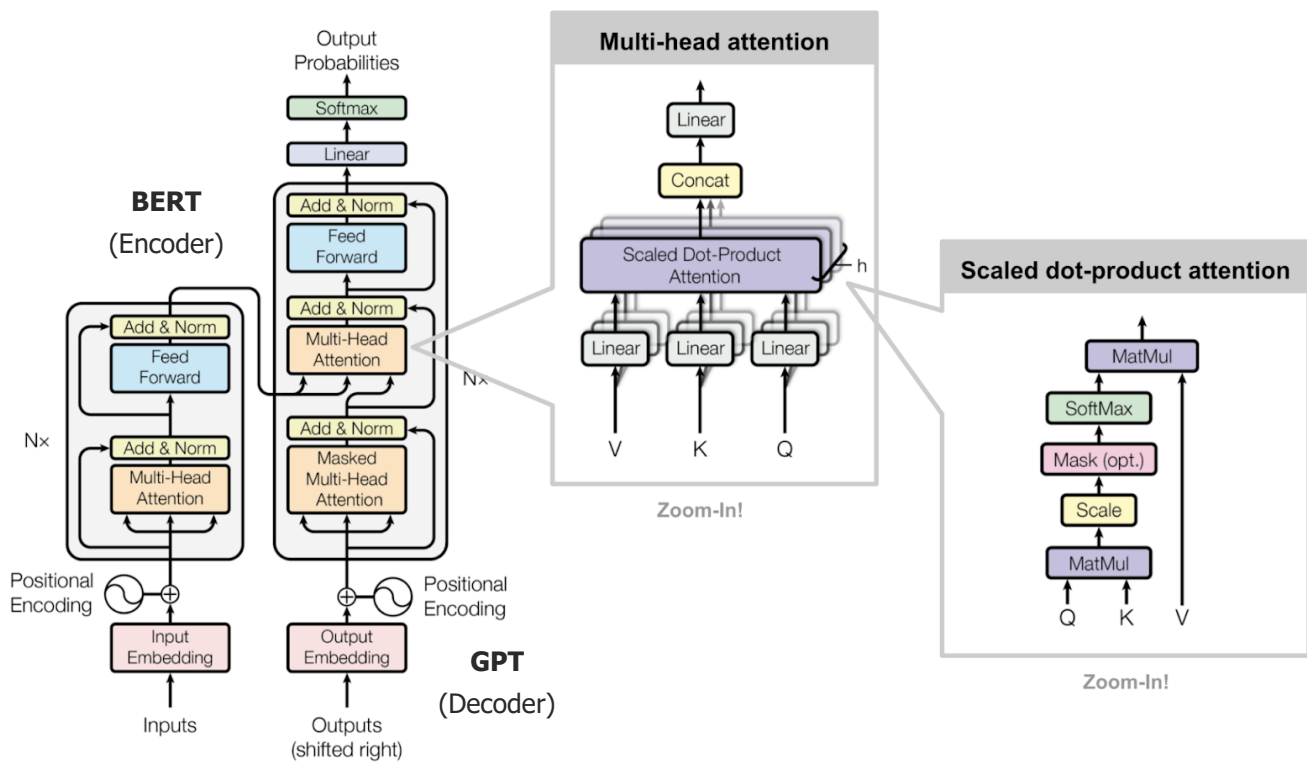 Output
Probabilities
Softmax
Linear
Add & Norm
Feed
Forward
Add & Norm
Multi-Head
Attention
Nx
Add & Norm
Masked
Multi-Head
Attention
Positional
Encoding
Output
Embedding
Outputs
(shifted right)
GPT
(Decoder)
BERT
(Encoder)
Add & Norm
Feed
Forward
Nx
Add & Norm
Multi-Head
Attention
Positional
Encoding
Input
Embedding
Inputs
Multi-head attention
Linear
Concat
Scaled Dot-Product
Attention
h
Linear
Linear
Linear
V
K
Q
Zoom-In!
Scaled dot-product attention
MatMul
SoftMax
Mask (opt.)
Scale
MatMul
Q
K
V
Zoom-In!